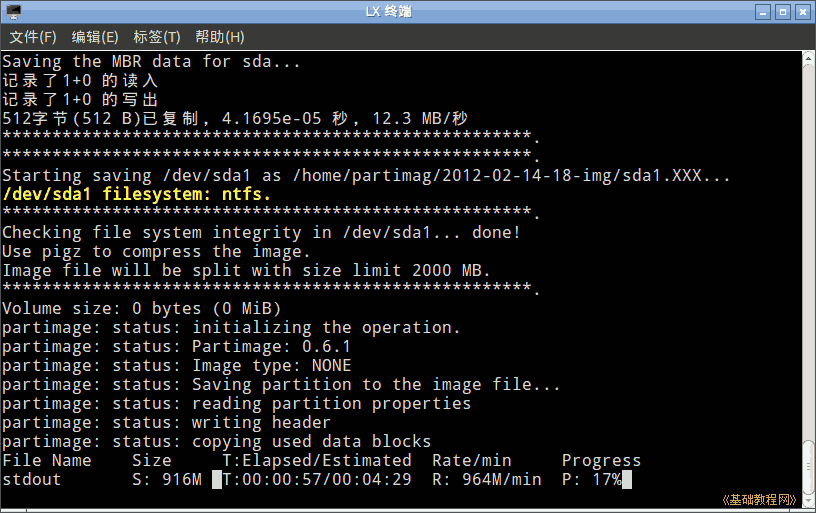 LX 终端
文件(F) 编辑(E) 标签(T) 帮助(H)
Saving the MBR data for sda...
记录了1+0 的读入
记录了1+0 的写出
512字节(512 B)已复制, 4.1695e-05 秒, 12.3 MB/秒
*****************************************************.
*****************************************************.
Starting saving /dev/sda1 as /home/partimag/2012-02-14-18-img/sda1.XXX...
/dev/sda1 filesystem: ntfs.
*****************************************************.
Checking file system integrity in /dev/sda1... done!
Use pigz to compress the image.
Image file will be split with size limit 2000 MB.
*****************************************************.
Volume size: 0 bytes (0 MiB)
partimage: status: initializing the operation.
partimage: status: Partimage: 0.6.1
partimage: status: Image type: NONE
partimage: status: Saving partition to the image file...
partimage: status: reading partition properties
partimage: status: writing header
partimage: status: copying used data blocks
File Name    Size     T:Elapsed/Estimated  Rate/min     Progress
stdout       S: 916M  T:00:00:57/00:04:29  R: 964M/min  P: 17%
《基础教程网》